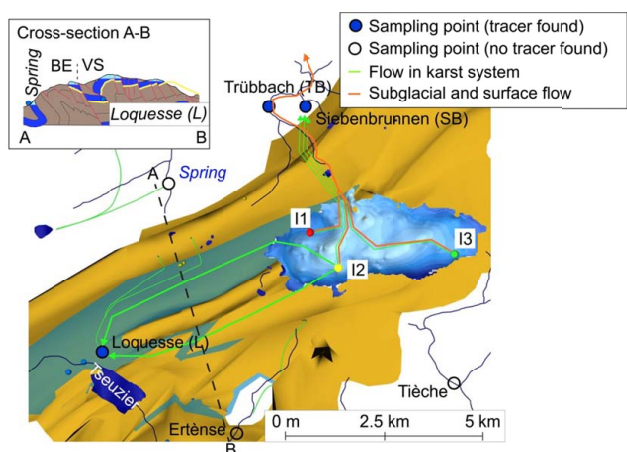 Cross-section A-B
Spring
BE
VS
Loquesse (L)
A
B
Sampling point (tracer found)
Sampling point (no tracer found)
Flow in karst system
Subglacial and surface flow
Trübbach (TB)
Siebenbrunnen (SB)
A
Spring
I1
I3
I2
Loquesse (L)
Tseuzier
Tièche
Ertènse
B
0 m
2.5 km
5 km